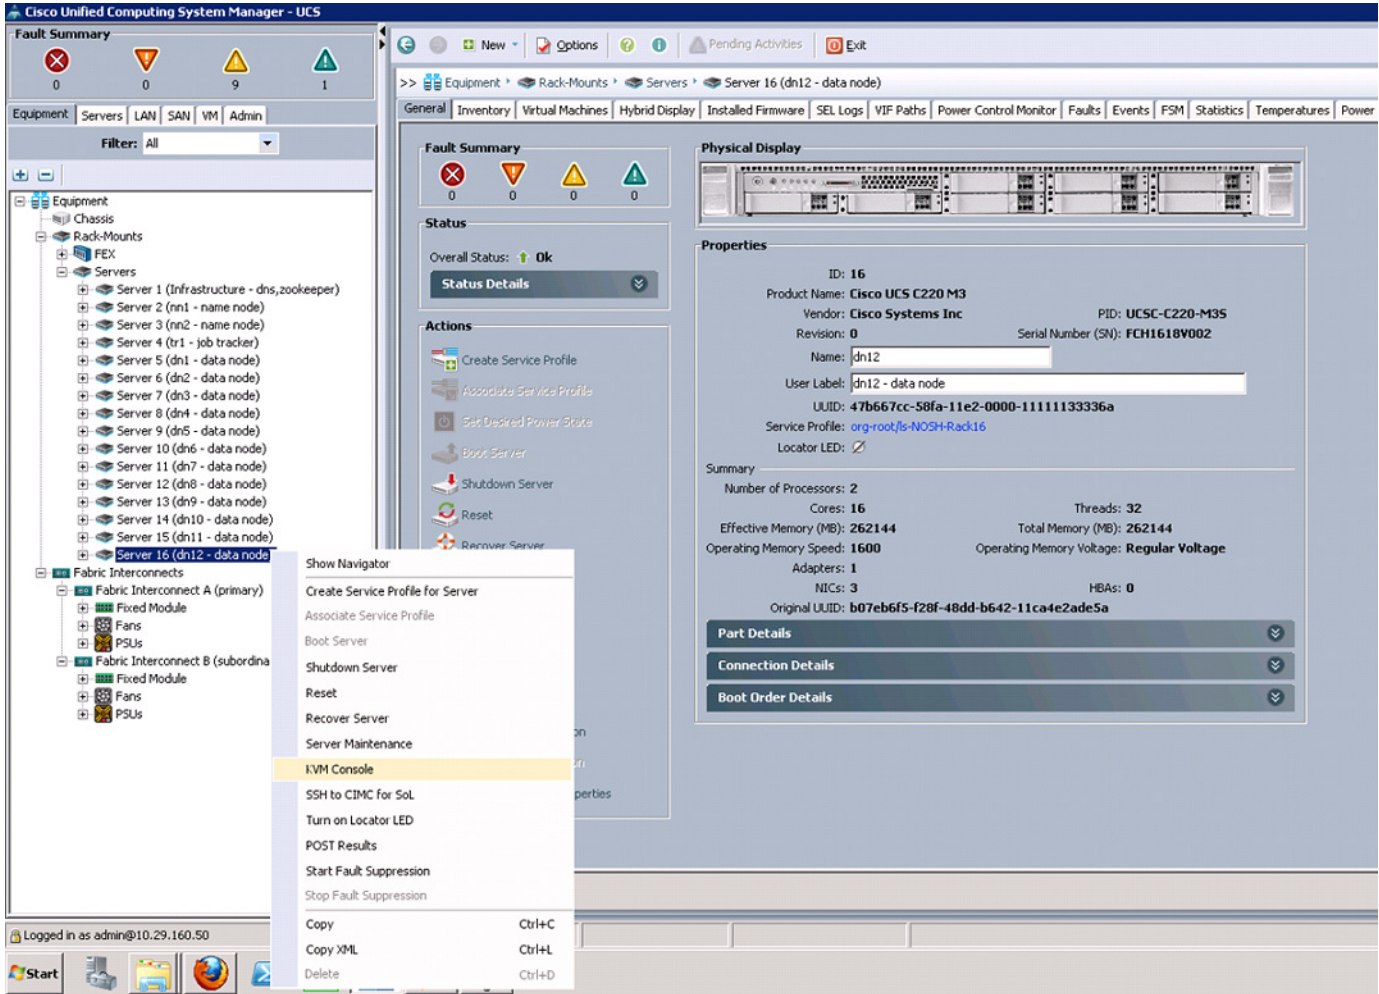 Cisco Unified Computing System Manager - UCS
Fault Summary
0 0 9 1
New Options Pending Activities Exit
>> Equipment Rack-Mounts Servers Server 16 (dn12 - data node)
Equipment Servers LAN SAN VM Admin
Filter: All
General Inventory Virtual Machines Hybrid Display Installed Firmware SEL Logs VIF Paths Power Control Monitor Faults Events FSM Statistics Temperatures Power
Equipment
Chassis
Rack-Mounts
FEX
Servers
Server 1 (Infrastructure - dns,zookeeper)
Server 2 (nn1 - name node)
Server 3 (nn2 - name node)
Server 4 (tr1 - job tracker)
Server 5 (dn1 - data node)
Server 6 (dn2 - data node)
Server 7 (dn3 - data node)
Server 8 (dn4 - data node)
Server 9 (dn5 - data node)
Server 10 (dn6 - data node)
Server 11 (dn7 - data node)
Server 12 (dn8 - data node)
Server 13 (dn9 - data node)
Server 14 (dn10 - data node)
Server 15 (dn11 - data node)
Server 16 (dn12 - data node
Fabric Interconnects
Fabric Interconnect A (primary)
Fixed Module
Fans
PSUs
Fabric Interconnect B (subordina
Fixed Module
Fans
PSUs
Fault Summary
0 0 0 0
Status
Overall Status: Ok
Status Details
Actions
Create Service Profile
Associate Service Profile
Set Desired Power State
Boot Server
Shutdown Server
Reset
Recover Server
Physical Display
Properties
ID: 16
Product Name: Cisco UCS C220 M3
Vendor: Cisco Systems Inc PID: UCSC-C220-M3S
Revision: 0 Serial Number (SN): FCH1618V002
Name: dn12
User Label: dn12 - data node
UUID: 47b667cc-58fa-11e2-0000-11111133336a
Service Profile: org-root/ls-NOSH-Rack16
Locator LED:
Summary
Number of Processors: 2
Cores: 16 Threads: 32
Effective Memory (MB): 262144 Total Memory (MB): 262144
Operating Memory Speed: 1600 Operating Memory Voltage: Regular Voltage
Adapters: 1
NICs: 3 HBAs: 0
Original UUID: b07eb6f5-f28f-48dd-b642-11ca4e2ade5a
Part Details
Connection Details
Boot Order Details
Show Navigator
Create Service Profile for Server
Associate Service Profile
Boot Server
Shutdown Server
Reset
Recover Server
Server Maintenance
KVM Console
SSH to CIMC for SoL
Turn on Locator LED
POST Results
Start Fault Suppression
Stop Fault Suppression
Copy Ctrl+C
Copy XML Ctrl+L
Delete Ctrl+D
on
on
perties
Logged in as admin@10.29.160.50
Start